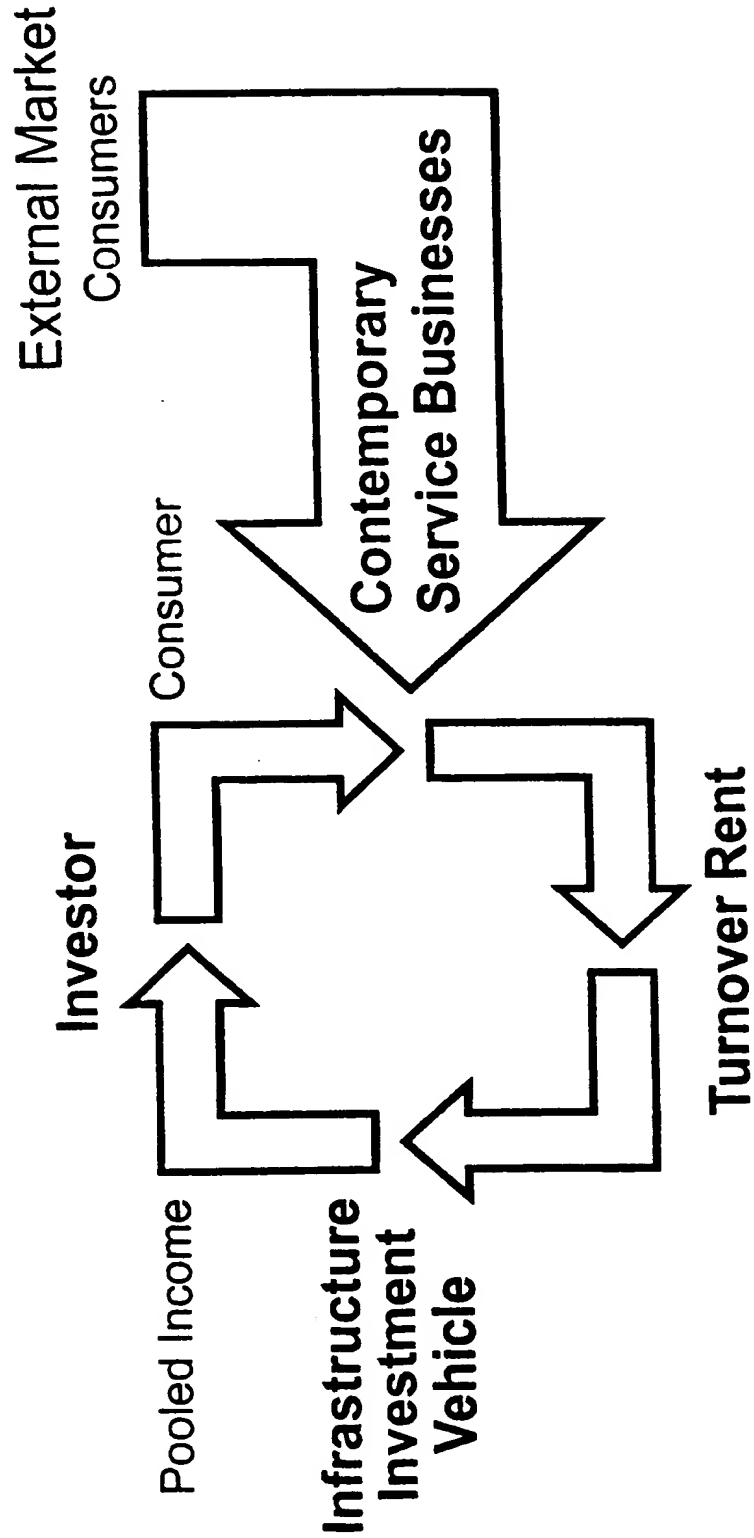 External Market
Consumers
Consumer
Investor
Pooled Income
Infrastructure
Investment
Vehicle
Contemporary
Service Businesses
Turnover Rent